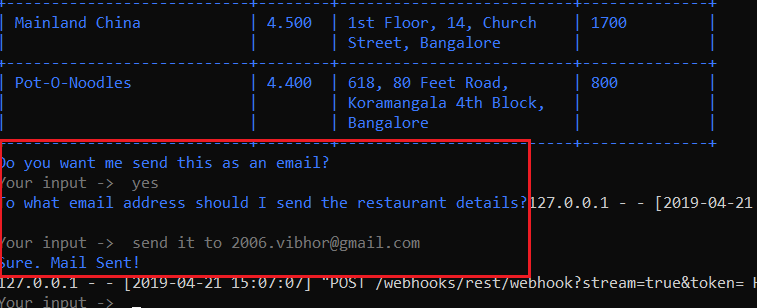 | Mainland China | 4.500 | 1st Floor, 14, Church | 1700 |
| | | Street, Bangalore | |
+--------------------+-------+--------------------+-----------+
| Pot-O-Noodles | 4.400 | 618, 80 Feet Road, | 800 |
| | | Koramangala 4th Block, | |
| | | Bangalore | |
+--------------------+-------+--------------------+-----------+
Do you want me send this as an email?
Your input -> yes
To what email address should I send the restaurant details?127.0.0.1 - - [2019-04-21
Your input -> send it to 2006.vibhor@gmail.com
Sure. Mail Sent!
127.0.0.1 - - [2019-04-21 15:07:07] "POST /webhooks/rest/webhook?stream=true&token= H
Your input -> _